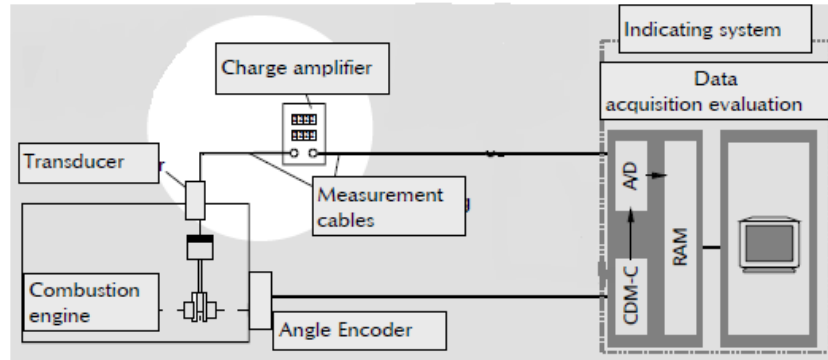 Indicating system
Charge amplifier
Data
acquisition evaluation
Transducer
A/D
Measurement
cables
RAM
CDM-C
Combustion
engine
Angle Encoder